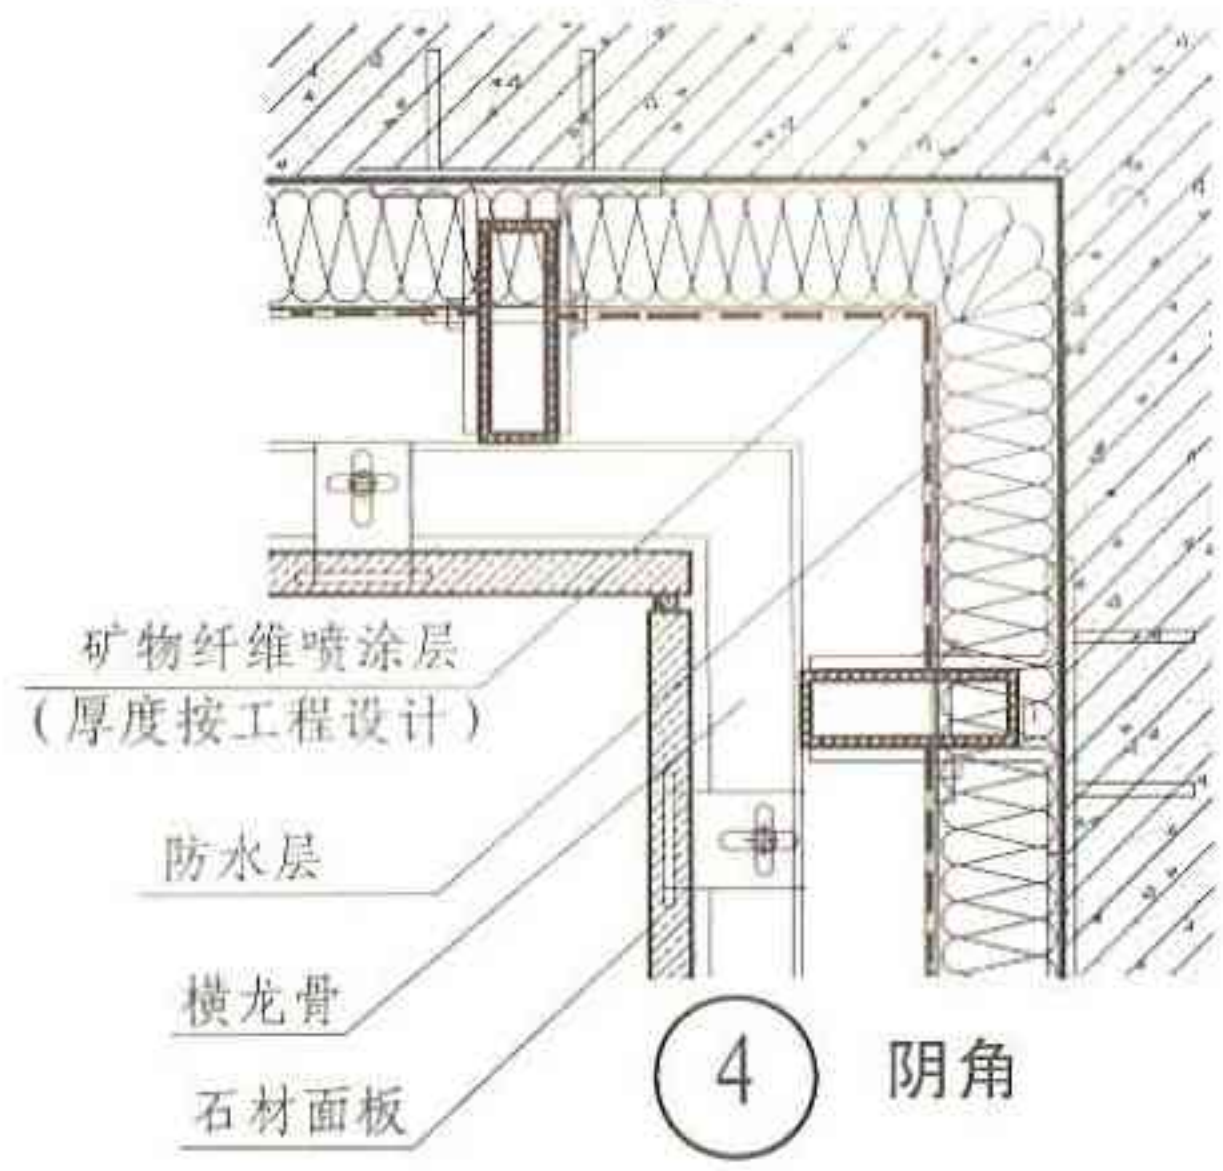 矿物纤维喷涂层
（厚度按工程设计）
防水层
横龙骨
石材面板
4 阴角